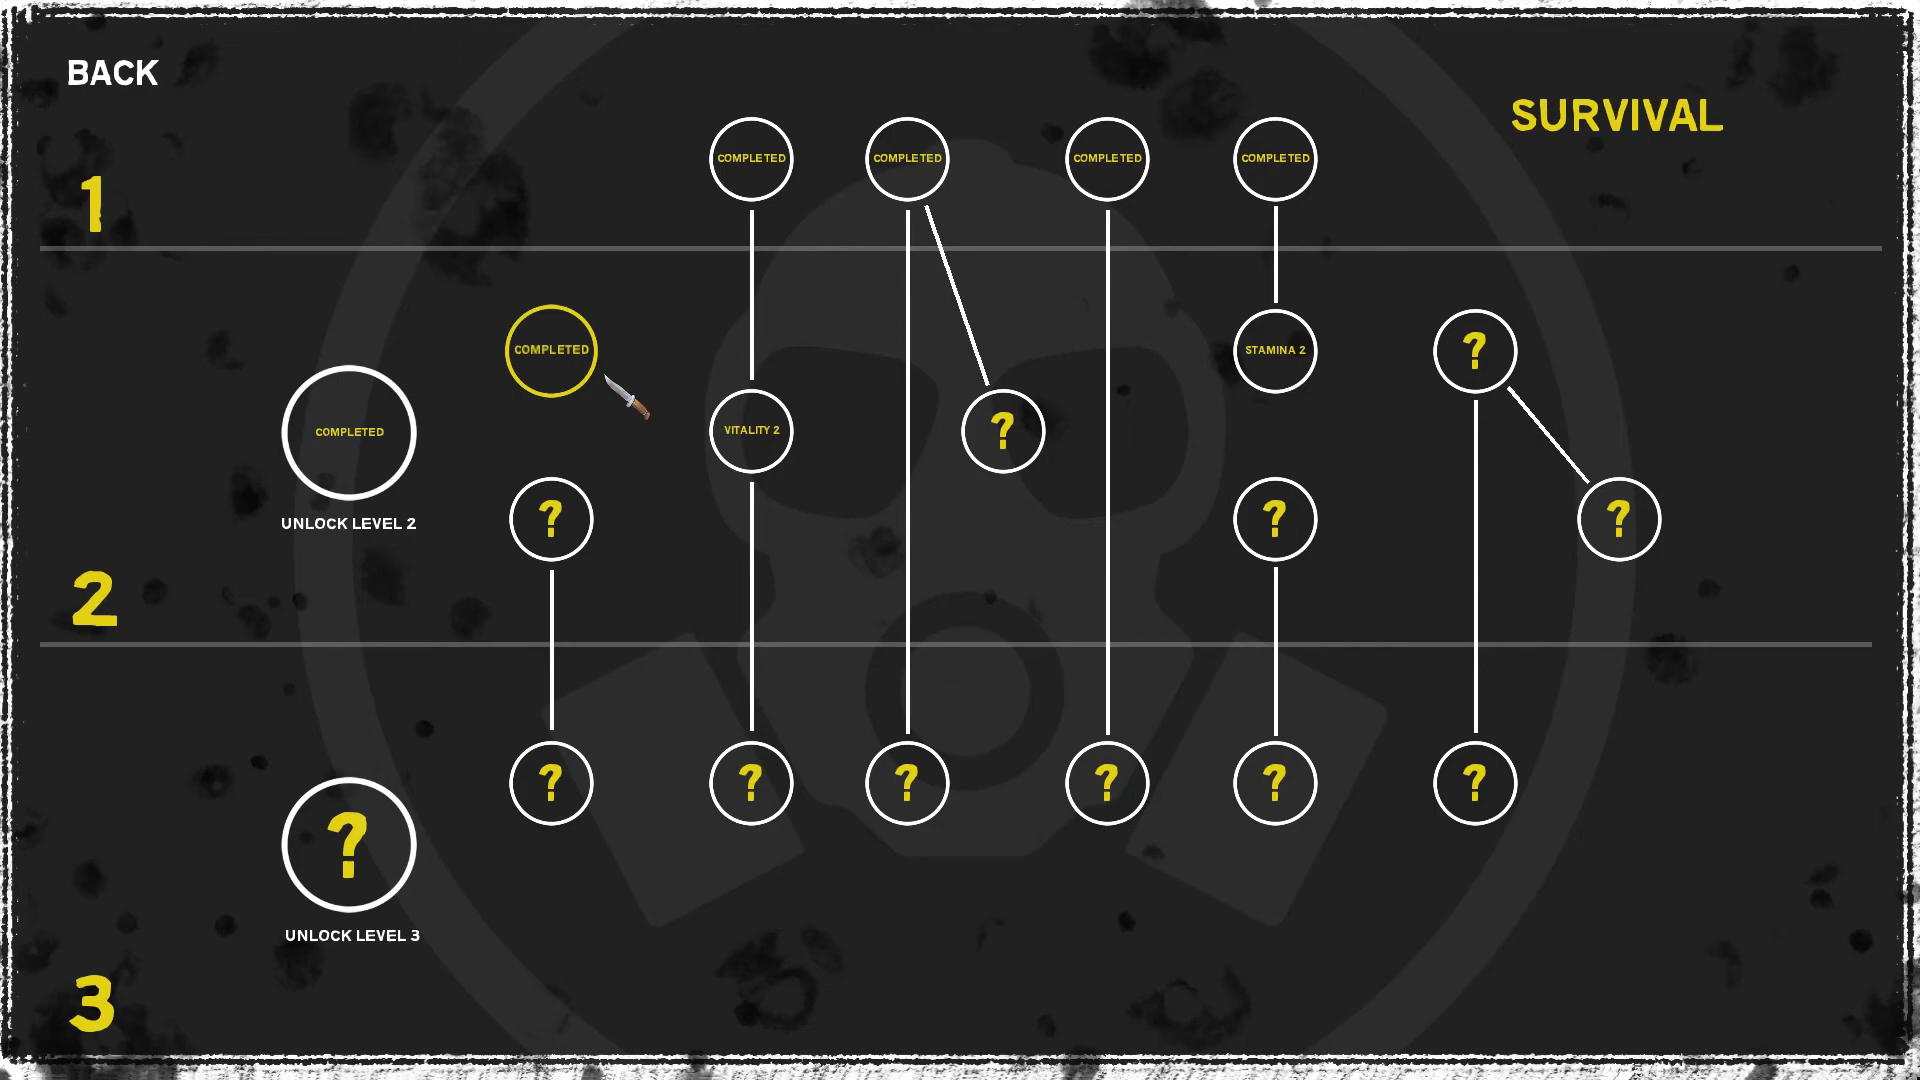 BACK
SURVIVAL
COMPLETED COMPLETED COMPLETED COMPLETED
1
COMPLETED STAMINA 2 ?
COMPLETED VITALITY 2 ?
UNLOCK LEVEL 2
? ? ?
2
? ? ? ? ? ?
?
UNLOCK LEVEL 3
3